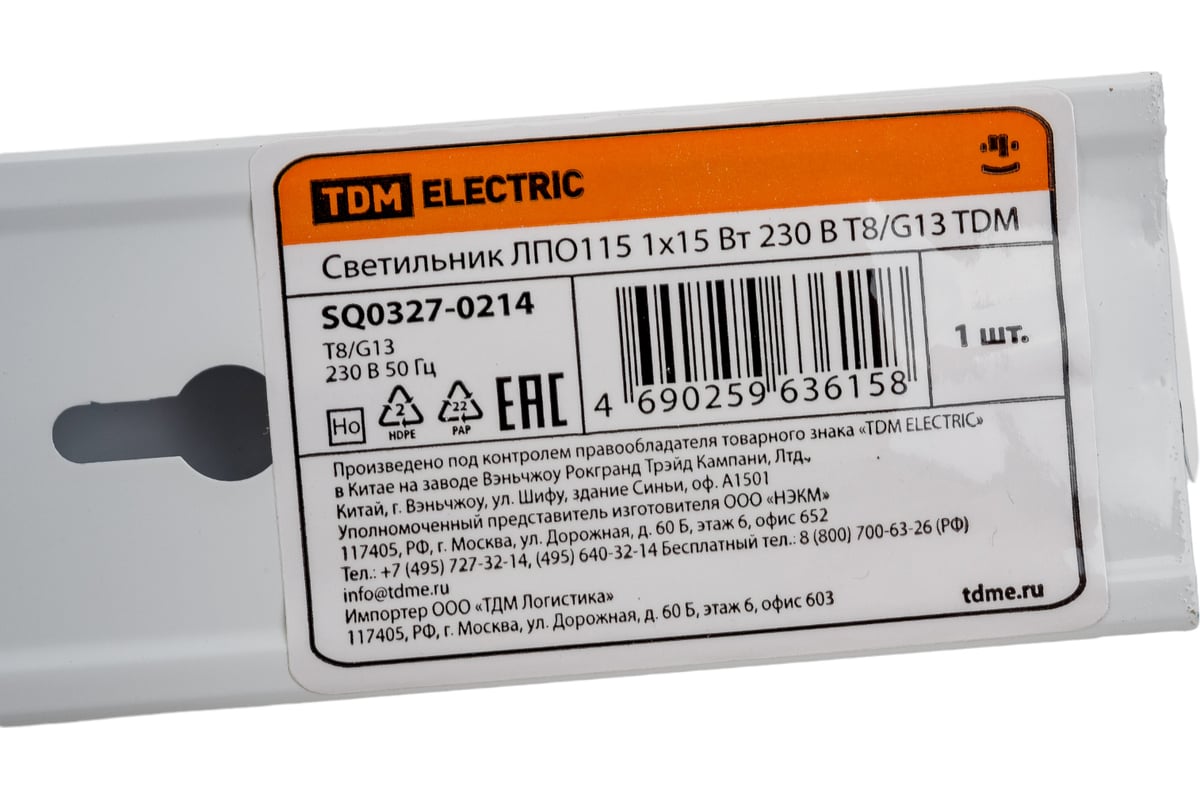 TDM ELECTRIC
Светильник ЛПО115 1x15 Вт 230 В T8/G13 TDM
SQ0327-0214
T8/G13
230 В 50 Гц
1 шт.
Но
2
HDPE
22
PAP
EAC
4 690259 636158
Произведено под контролем правообладателя товарного знака «TDM ELECTRIC»
в Китае на заводе Вэньчжоу Рокгранд Трэйд Кампани, Лтд.,
Китай, г. Вэньчжоу, ул. Шифу, здание Синьи, оф. А1501
Уполномоченный представитель изготовителя ООО «НЭКМ»
117405, РФ, г. Москва, ул. Дорожная, д. 60 Б, этаж 6, офис 652
Тел.: +7 (495) 727-32-14, (495) 640-32-14 Бесплатный тел.: 8 (800) 700-63-26 (РФ)
info@tdme.ru
Импортер ООО «ТДМ Логистика»
117405, РФ, г. Москва, ул. Дорожная, д. 60 Б, этаж 6, офис 603
tdme.ru